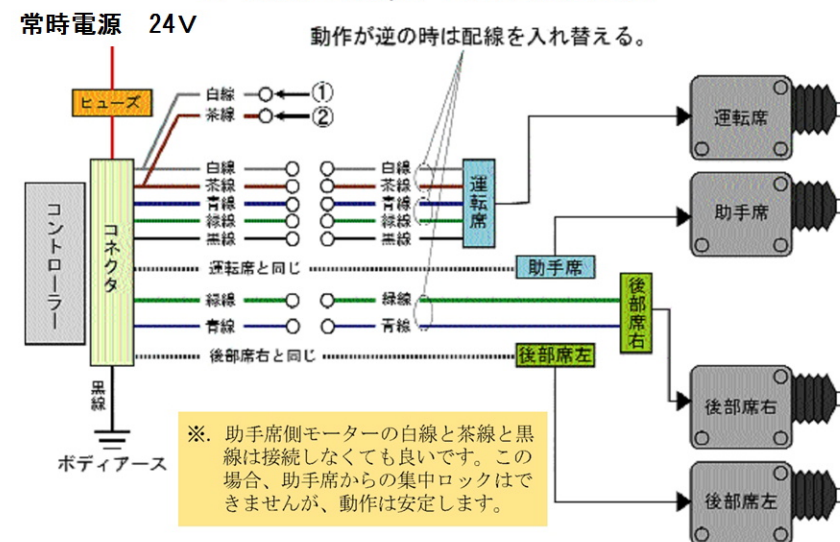 常時電源　24V
動作が逆の時は配線を入れ替える。
ヒューズ
白線 ①
茶線 ②
運転席
白線 白線
茶線 茶線
青線 青線
緑線 緑線
黒線 黒線
運転席
助手席
コントローラー
コネクタ
運転席と同じ
助手席
緑線 緑線
青線 青線
後部席右
後部席右と同じ
後部席左
黒線
ボディアース
※. 助手席側モーターの白線と茶線と黒
線は接続しなくても良いです。この
場合、助手席からの集中ロックはで
きませんが、動作は安定します。
後部席右
後部席左